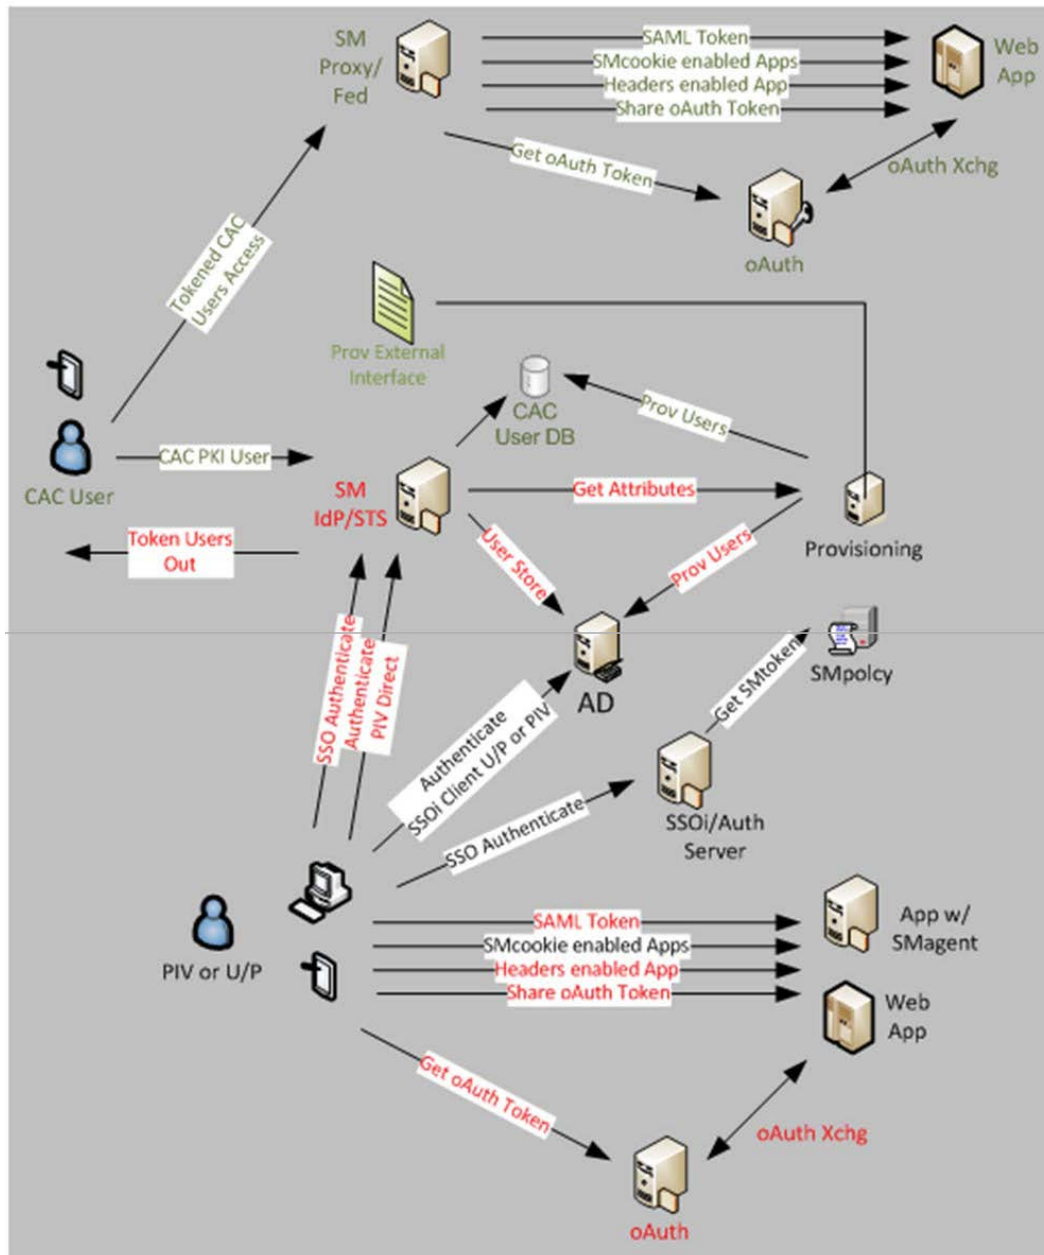 SM
Proxy/
Fed
SAML Token
SMcookie enabled Apps
Headers enabled App
Share oAuth Token
Web
App
Get oAuth Token
oAuth Xchg
oAuth
Tokened CAC
Users Access
Prov External
Interface
CAC
User DB
Prov Users
CAC User
CAC PKI User
SM
IdP/STS
Get Attributes
Provisioning
Token Users
Out
User Store
Prov Users
SSO Authenticate
Authenticate
PIV Direct
AD
SMpolcy
Get SMtoken
Authenticate
SSOi Client U/P or PIV
SSO Authenticate
SSOi/Auth
Server
PIV or U/P
SAML Token
SMcookie enabled Apps
Headers enabled App
Share oAuth Token
App w/
SMagent
Web
App
Get oAuth Token
oAuth Xchg
oAuth